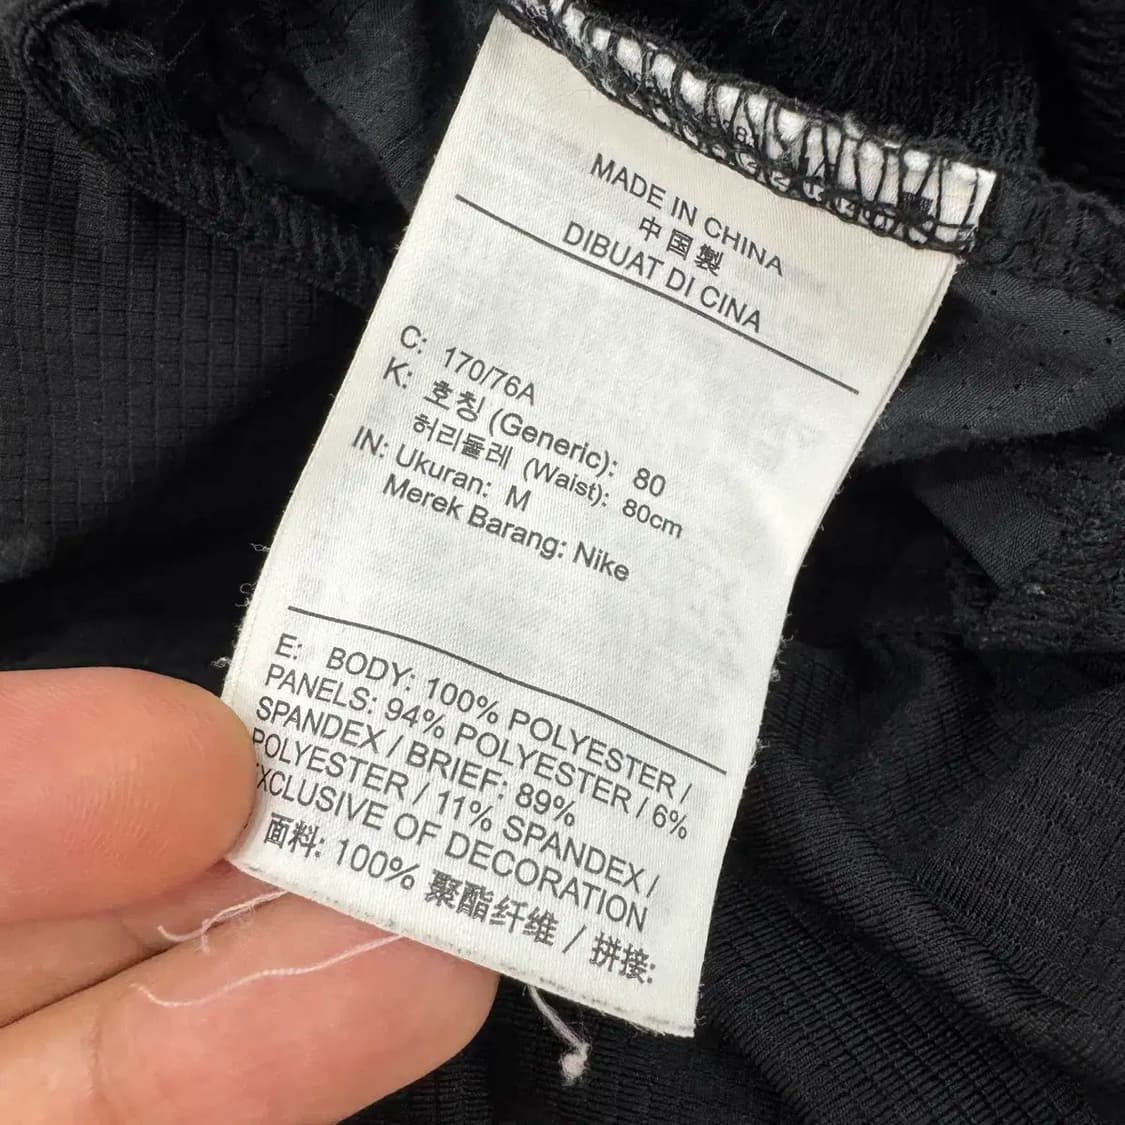 MADE IN CHINA
中国製
DIBUAT DI CINA
C: 170/76A
K: 호칭 (Generic): 80
허리둘레 (Waist): 80cm
IN: Ukuran: M
Merek Barang: Nike
E: BODY: 100% POLYESTER /
PANELS: 94% POLYESTER / 6%
SPANDEX / BRIEF: 89%
POLYESTER / 11% SPANDEX /
EXCLUSIVE OF DECORATION
面料: 100% 聚酯纤维 / 拼接: